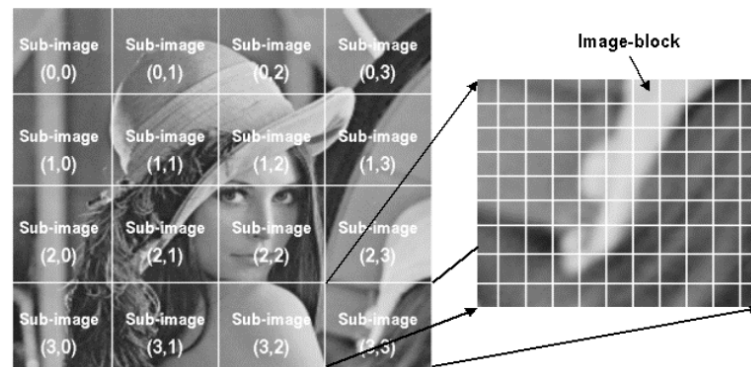 Sub-image Sub-image Sub-image Sub-image
(0,0) (0,1) (0,2) (0,3)
Sub-image Sub-image Sub-image Sub-image
(1,0) (1,1) (1,2) (1,3)
Sub-image Sub-image Sub-image Sub-image
(2,0) (2,1) (2,2) (2,3)
Sub-image Sub-image Sub-image Sub-image
(3,0) (3,1) (3,2) (3,3)
Image-block